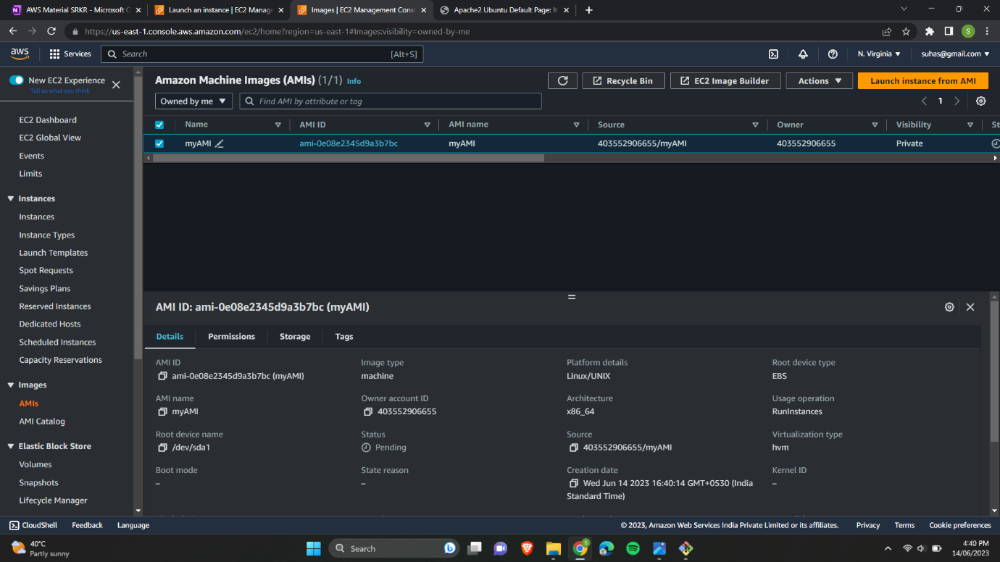 AWS Material SRKR - Microsoft O
Launch an instance | EC2 Manage
Images | EC2 Management Cons
Apache2 Ubuntu Default Page: It
https://us-east-1.console.aws.amazon.com/ec2/home?region=us-east-1#Images:visibility=owned-by-me
S
aws
Services
Search
[Alt+S]
N. Virginia
suhas@gmail.com
New EC2 Experience
Tell us what you think
EC2 Dashboard
EC2 Global View
Events
Limits
Instances
Instances
Instance Types
Launch Templates
Spot Requests
Savings Plans
Reserved Instances
Dedicated Hosts
Scheduled Instances
Capacity Reservations
Images
AMIs
AMI Catalog
Elastic Block Store
Volumes
Snapshots
Lifecycle Manager
Amazon Machine Images (AMIs) (1/1) Info
Recycle Bin
EC2 Image Builder
Actions
Launch instance from AMI
Owned by me
Find AMI by attribute or tag
1
Name AMI ID AMI name Source Owner Visibility St
myAMI ami-0e08e2345d9a3b7bc myAMI 403552906655/myAMI 403552906655 Private
AMI ID: ami-0e08e2345d9a3b7bc (myAMI)
Details Permissions Storage Tags
AMI ID Image type Platform details Root device type
ami-0e08e2345d9a3b7bc (myAMI) machine Linux/UNIX EBS
AMI name Owner account ID Architecture Usage operation
myAMI 403552906655 x86_64 RunInstances
Root device name Status Source Virtualization type
/dev/sda1 Pending 403552906655/myAMI hvm
Boot mode State reason Creation date Kernel ID
– – Wed Jun 14 2023 16:40:14 GMT+0530 (India –
Standard Time)
CloudShell Feedback Language © 2023, Amazon Web Services India Private Limited or its affiliates. Privacy Terms Cookie preferences
40°C
Partly sunny
Search
4:40 PM
14/06/2023